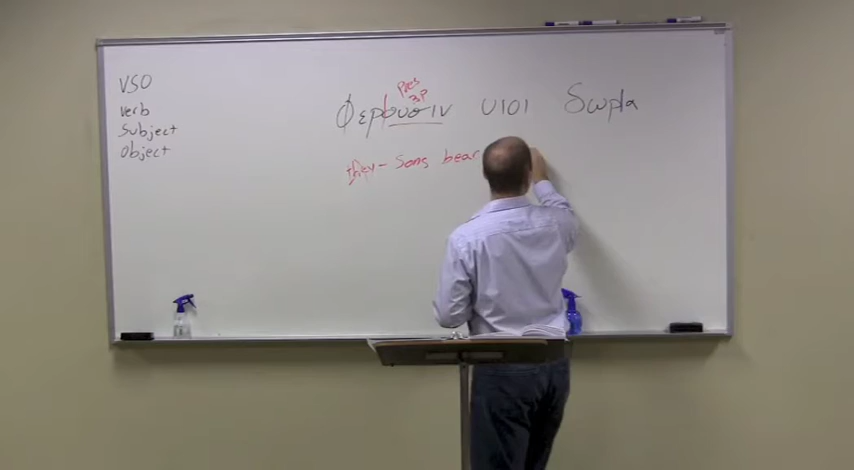 VSO
verb
Subject
Object
pres
3P
φερουσιν υιοι δωρα
they - sons bear